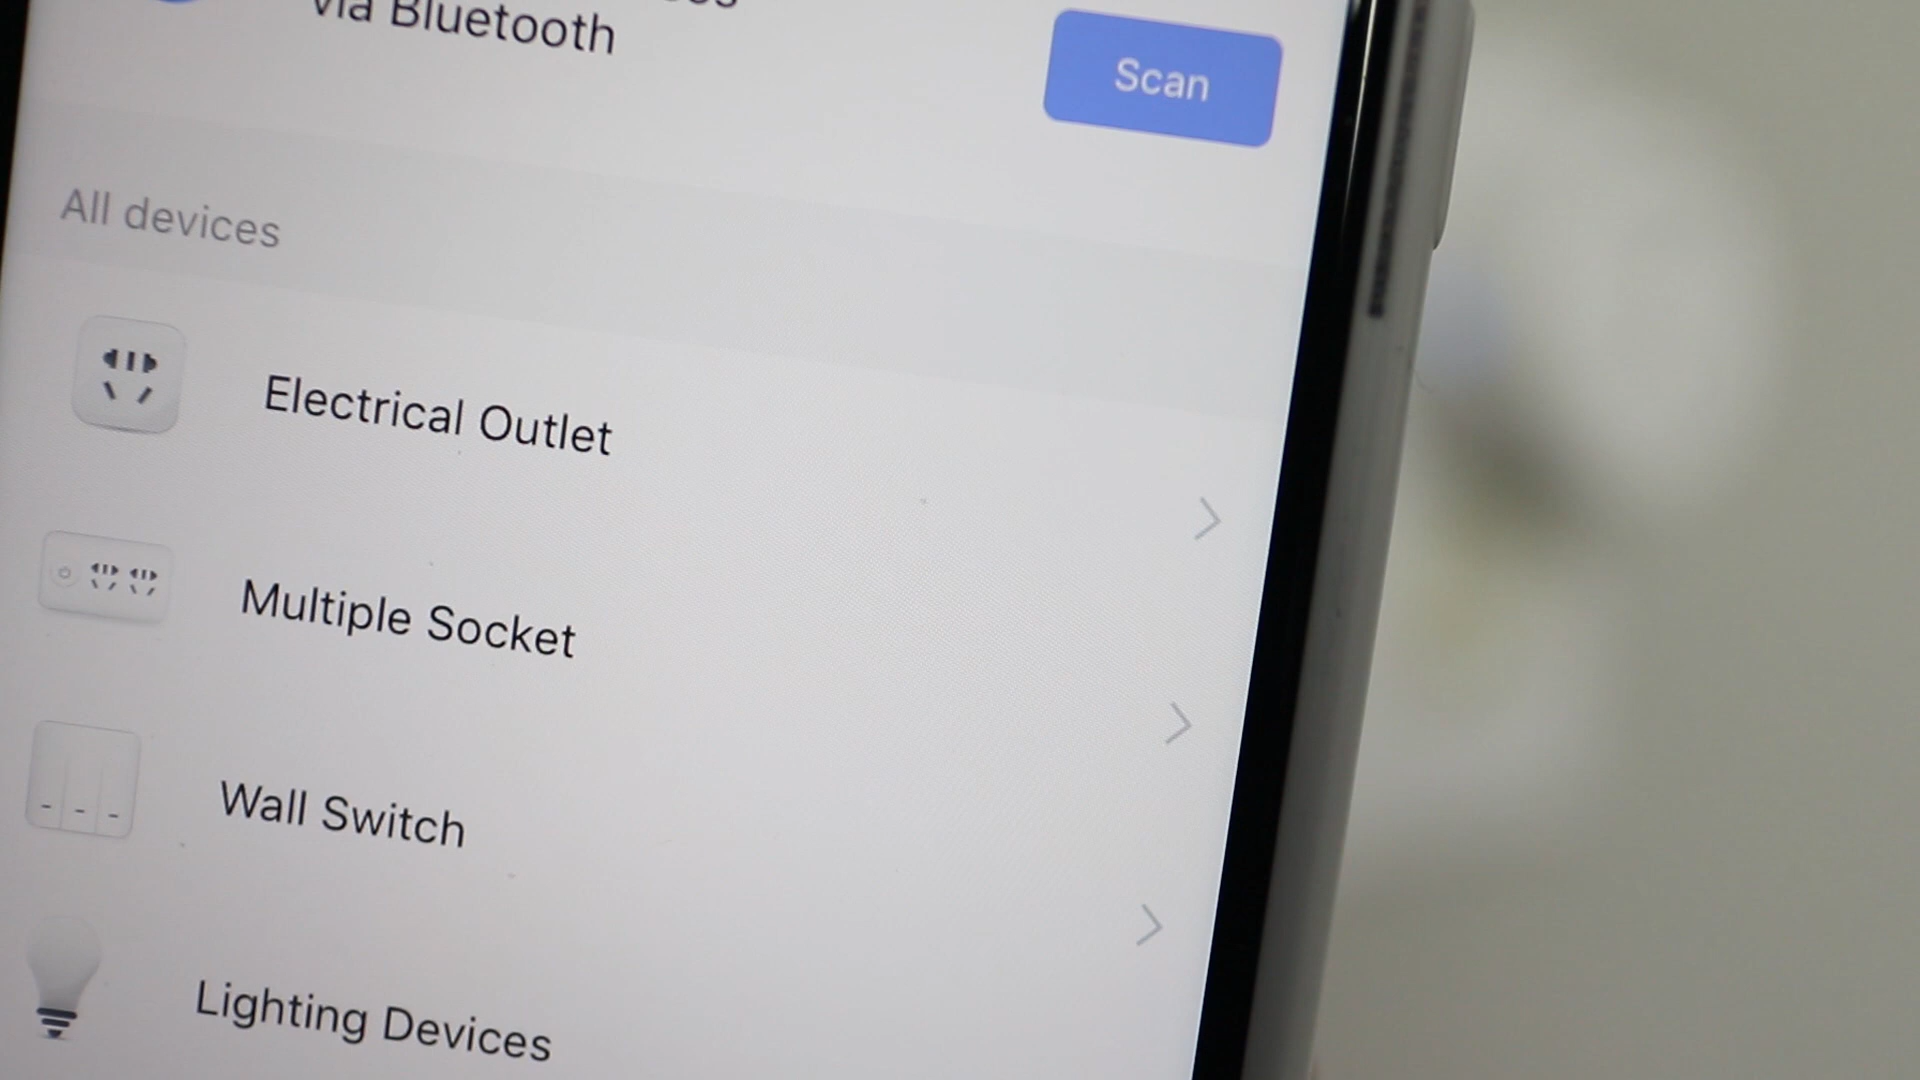 via Bluetooth
Scan
All devices
Electrical Outlet
Multiple Socket
Wall Switch
Lighting Devices